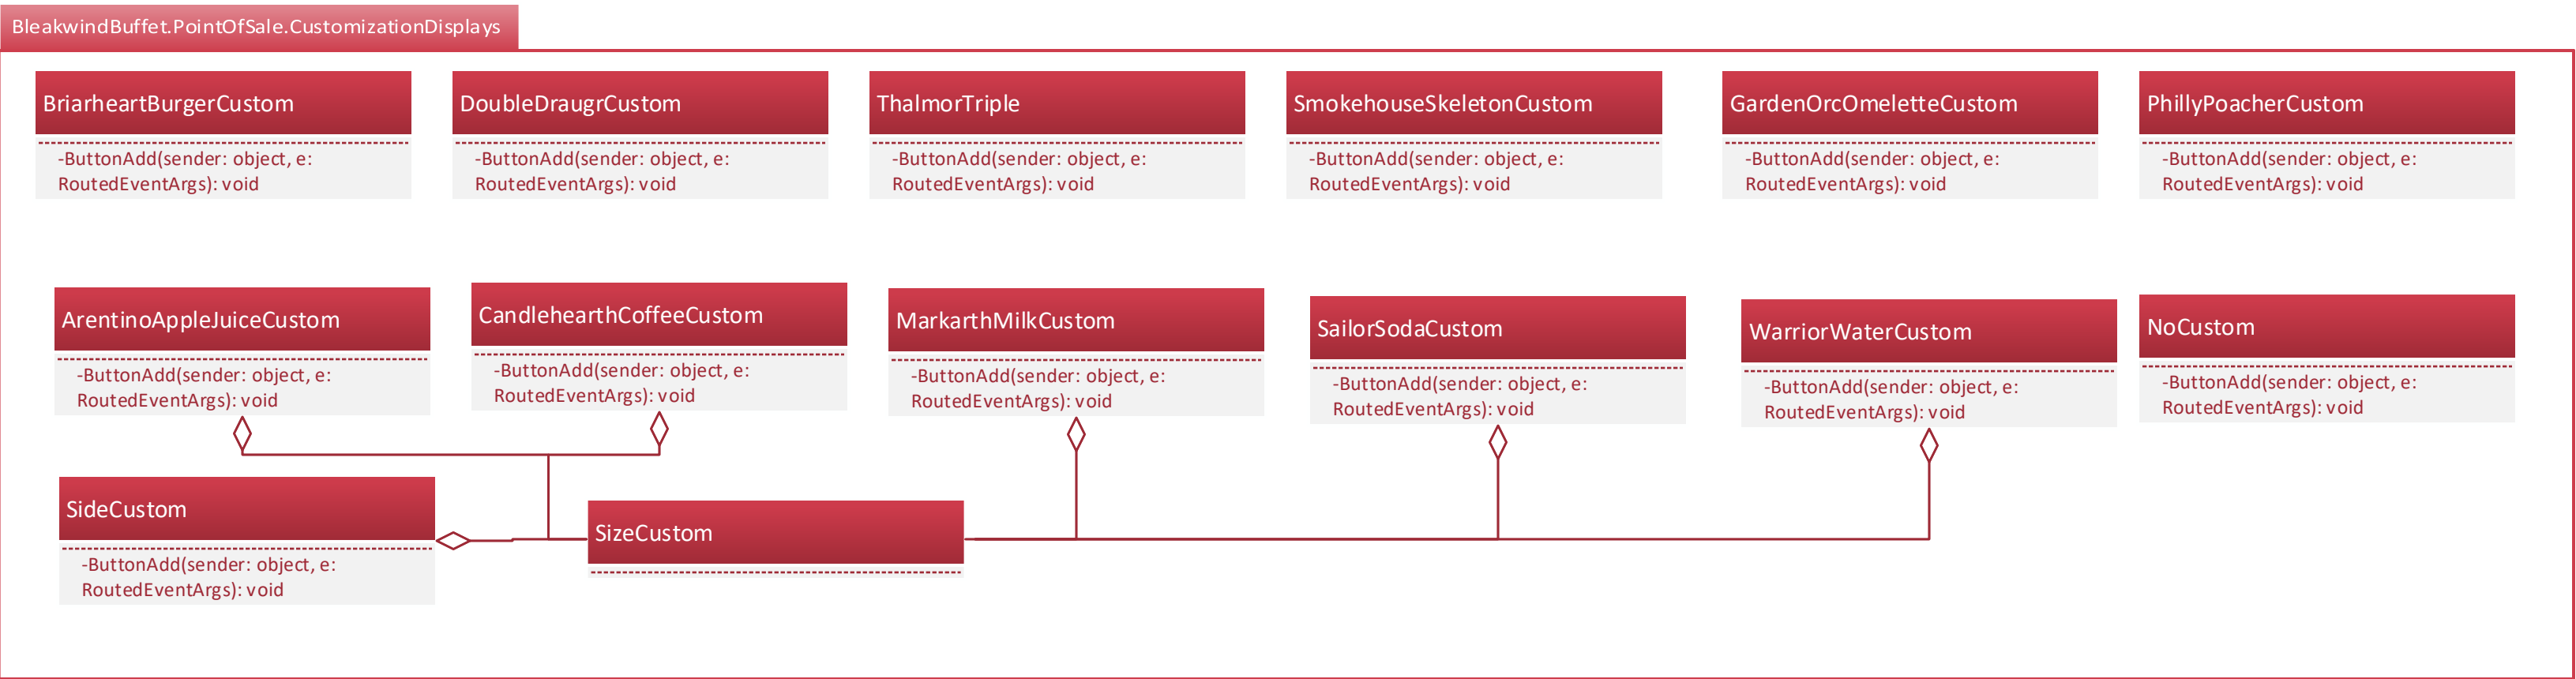 BleakwindBuffet.PointOfSale.CustomizationDisplays
BriarheartBurgerCustom
-ButtonAdd(sender: object, e:
RoutedEventArgs): void
DoubleDraugrCustom
-ButtonAdd(sender: object, e:
RoutedEventArgs): void
ThalmorTriple
-ButtonAdd(sender: object, e:
RoutedEventArgs): void
SmokehouseSkeletonCustom
-ButtonAdd(sender: object, e:
RoutedEventArgs): void
GardenOrcOmeletteCustom
-ButtonAdd(sender: object, e:
RoutedEventArgs): void
PhillyPoacherCustom
-ButtonAdd(sender: object, e:
RoutedEventArgs): void
ArentinoAppleJuiceCustom
-ButtonAdd(sender: object, e:
RoutedEventArgs): void
CandlehearthCoffeeCustom
-ButtonAdd(sender: object, e:
RoutedEventArgs): void
MarkarthMilkCustom
-ButtonAdd(sender: object, e:
RoutedEventArgs): void
SailorSodaCustom
-ButtonAdd(sender: object, e:
RoutedEventArgs): void
WarriorWaterCustom
-ButtonAdd(sender: object, e:
RoutedEventArgs): void
NoCustom
-ButtonAdd(sender: object, e:
RoutedEventArgs): void
SideCustom
-ButtonAdd(sender: object, e:
RoutedEventArgs): void
SizeCustom